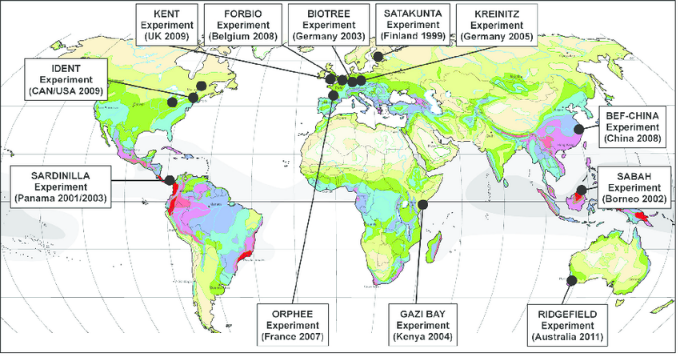 KENT
Experiment
(UK 2009)
FORBIO
Experiment
(Belgium 2008)
BIOTREE
Experiment
(Germany 2003)
SATAKUNTA
Experiment
(Finland 1999)
KREINITZ
Experiment
(Germany 2005)
IDENT
Experiment
(CAN/USA 2009)
BEF-CHINA
Experiment
(China 2008)
SARDINILLA
Experiment
(Panama 2001/2003)
SABAH
Experiment
(Borneo 2002)
ORPHEE
Experiment
(France 2007)
GAZI BAY
Experiment
(Kenya 2004)
RIDGEFIELD
Experiment
(Australia 2011)